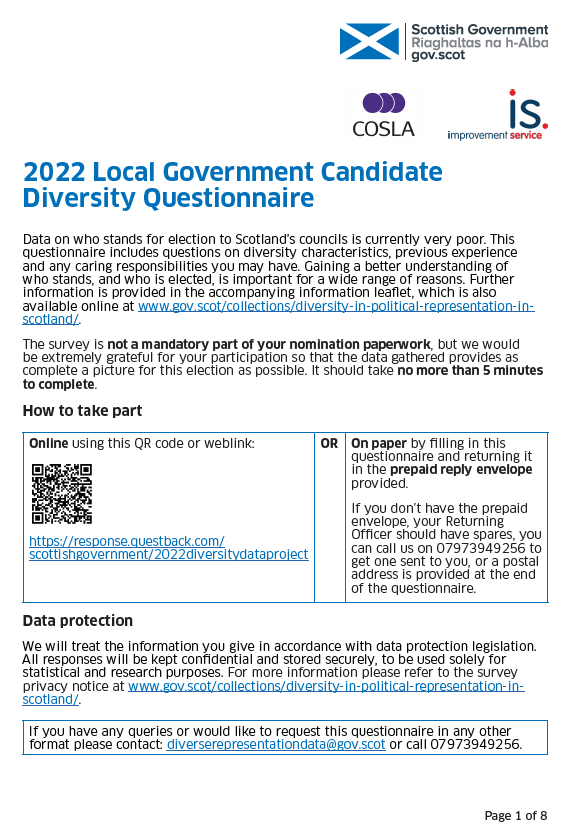 Scottish Government
Riaghaltas na h-Alba
gov.scot
COSLA
is.
improvement service
2022 Local Government Candidate
Diversity Questionnaire
Data on who stands for election to Scotland's councils is currently very poor. This
questionnaire includes questions on diversity characteristics, previous experience
and any caring responsibilities you may have. Gaining a better understanding of
who stands, and who is elected, is important for a wide range of reasons. Further
information is provided in the accompanying information leaflet, which is also
available online at www.gov.scot/collections/diversity-in-political-representation-in-
scotland/.
The survey is not a mandatory part of your nomination paperwork, but we would
be extremely grateful for your participation so that the data gathered provides as
complete a picture for this election as possible. It should take no more than 5 minutes
to complete.
How to take part
Online using this QR code or weblink:
https://response.questback.com/
scottishgovernment/2022diversitydataproject
OR
On paper by filling in this
questionnaire and returning it
in the prepaid reply envelope
provided.
If you don't have the prepaid
envelope, your Returning
Officer should have spares, you
can call us on 07973949256 to
get one sent to you, or a postal
address is provided at the end
of the questionnaire.
Data protection
We will treat the information you give in accordance with data protection legislation.
All responses will be kept confidential and stored securely, to be used solely for
statistical and research purposes. For more information please refer to the survey
privacy notice at www.gov.scot/collections/diversity-in-political-representation-in-
scotland/.
If you have any queries or would like to request this questionnaire in any other
format please contact: diverserepresentationdata@gov.scot or call 07973949256.
Page 1 of 8